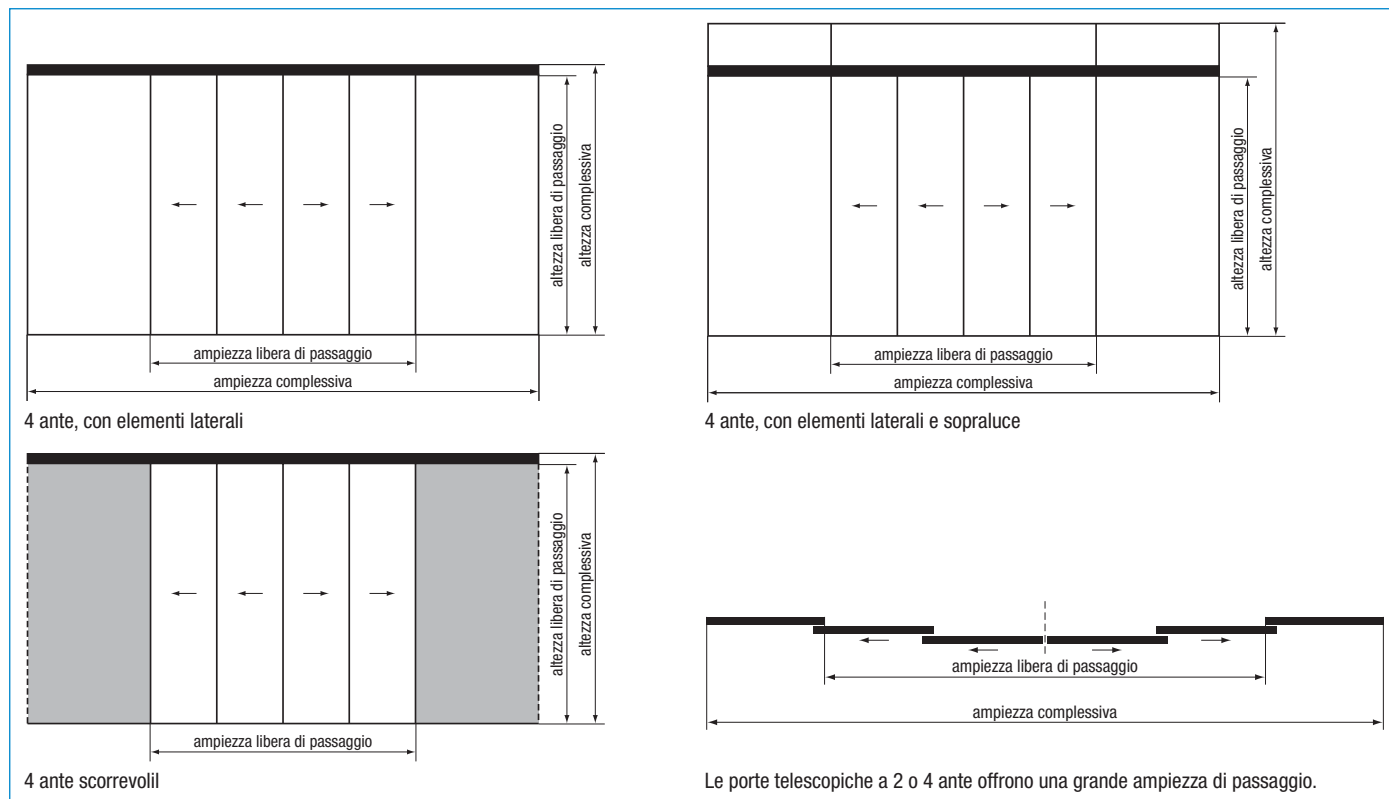 altezza libera di passaggio
altezza complessiva
ampiezza libera di passaggio
ampiezza complessiva
4 ante, con elementi laterali
altezza libera di passaggio
altezza complessiva
ampiezza libera di passaggio
ampiezza complessiva
4 ante, con elementi laterali e sopraluce
altezza libera di passaggio
altezza complessiva
ampiezza libera di passaggio
4 ante scorrevolil
ampiezza libera di passaggio
ampiezza complessiva
Le porte telescopiche a 2 o 4 ante offrono una grande ampiezza di passaggio.